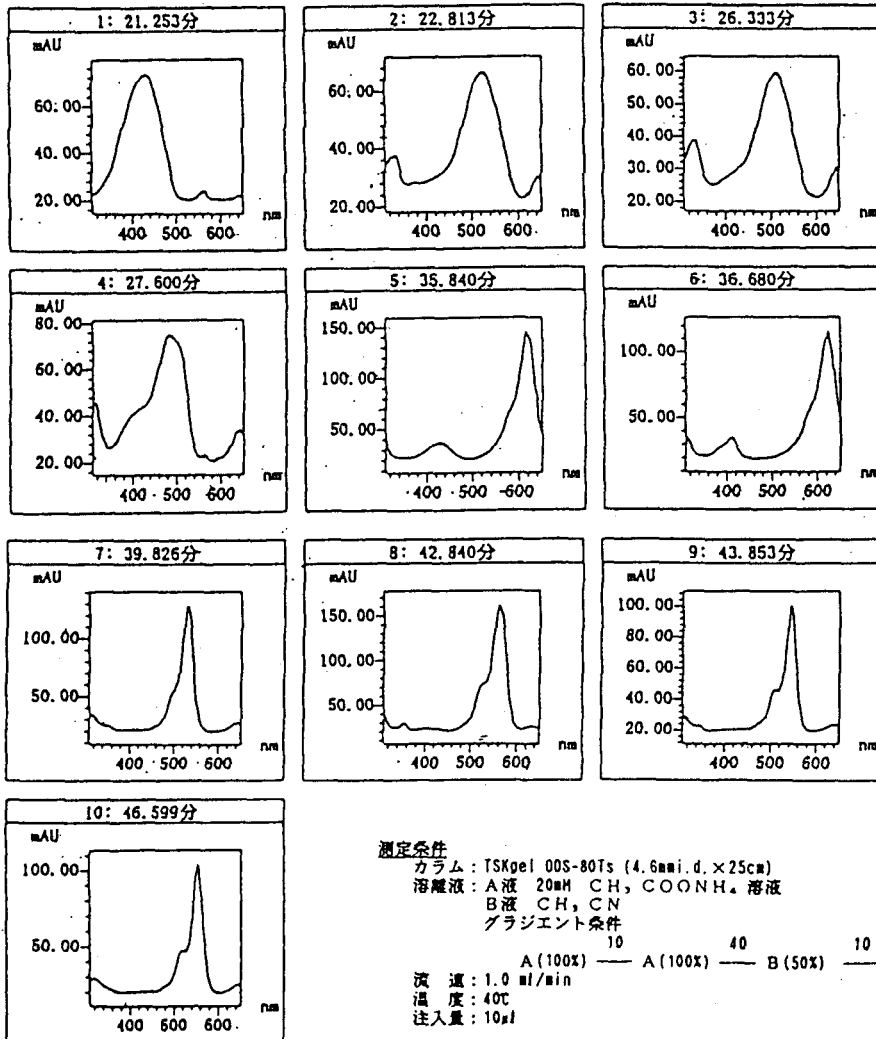 1: 21.253分
mAU
60.00
40.00
20.00
400 500 600
nm
2: 22.813分
mAU
60.00
40.00
20.00
400 500 600
nm
3: 26.333分
mAU
60.00
50.00
40.00
30.00
20.00
400 500 600
nm
4: 27.600分
mAU
80.00
60.00
40.00
20.00
400 500 600
nm
5: 35.840分
mAU
150.00
100.00
50.00
400 500 600
nm
6: 36.680分
mAU
100.00
50.00
400 500 600
nm
7: 39.826分
mAU
100.00
50.00
400 500 600
nm
8: 42.840分
mAU
150.00
100.00
50.00
400 500 600
nm
9: 43.853分
mAU
100.00
80.00
60.00
40.00
20.00
400 500 600
nm
10: 46.599分
mAU
100.00
50.00
400 500 600
nm
測定条件
カラム：TSKgel ODS-80Ts (4.6mmi.d.×25cm)
溶離液：A液 20mM CH₃COONH₄ 溶液
B液 CH₃CN
グラジエント条件
10 40 10
A(100%) — A(100%) — B(50%) —
流 速：1.0 ml/min
温 度：40℃
注入量：10μl